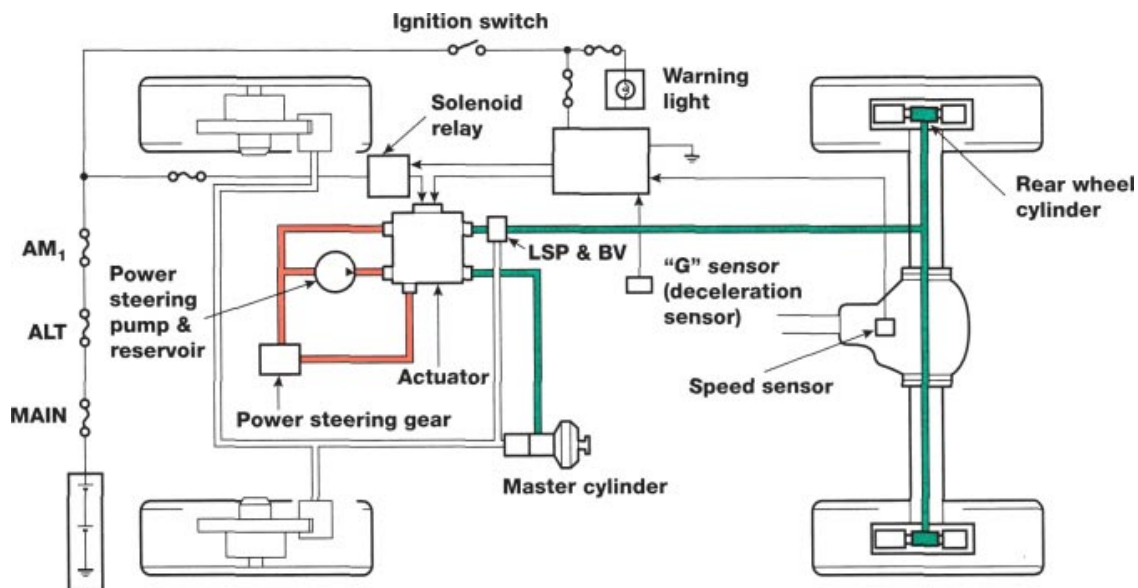 Ignition switch
Warning
light
Solenoid
relay
Rear wheel
cylinder
AM₁
LSP & BV
Power
steering
pump &
reservoir
“G” sensor
(deceleration
sensor)
ALT
Actuator
Speed sensor
MAIN
Power steering gear
Master cylinder